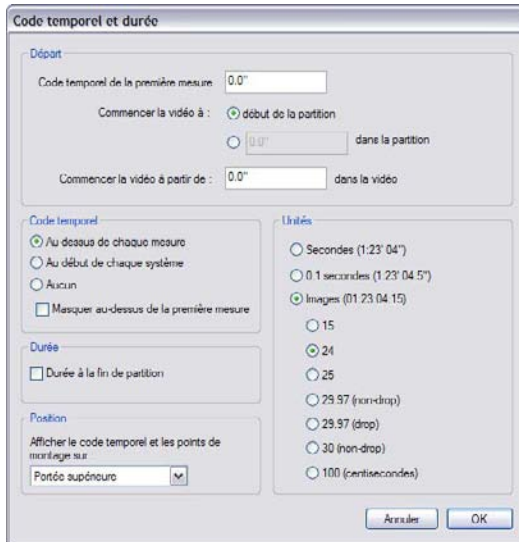 Code temporel et durée
Départ
Code temporel de la première mesure 0.0"
Commencer la vidéo à : début de la partition
0.0" dans la partition
Commencer la vidéo à partir de : 0.0" dans la vidéo
Code temporel
Au dessus de chaque mesure
Au début de chaque système
Aucun
Masquer au-dessus de la première mesure
Durée
Durée à la fin de partition
Position
Afficher le code temporel et les points de
montage sur
Portée supérieure
Unités
Secondes (1:23' 04")
0.1 secondes (1 23' 04.5")
Images (01.23 04.15)
15
24
25
29.97 (non-drop)
29.97 (drop)
30 (non-drop)
100 (centisecondes)
Annuler OK